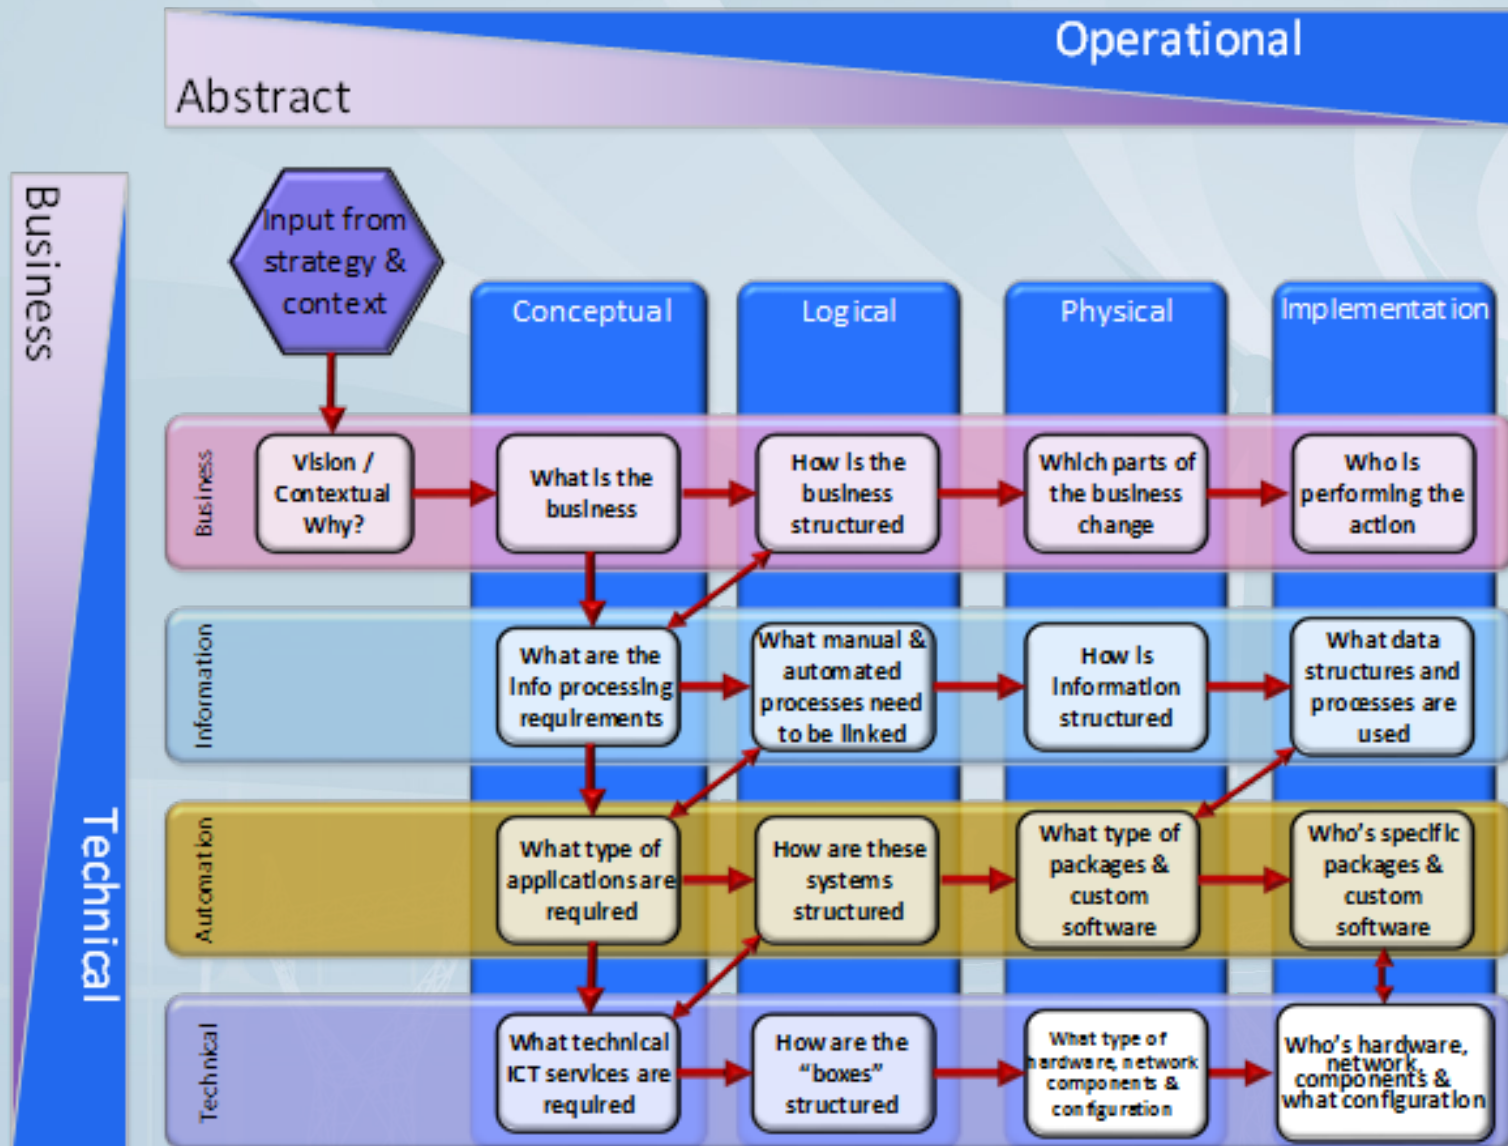 Operational
Abstract
Business
Technical
Input from
strategy &
context
Conceptual
Logical
Physical
Implementation
Business
Vision /
Contextual
Why?
What is the
business
How is the
business
structured
Which parts of
the business
change
Who is
performing the
action
Information
What are the
info processing
requirements
What manual &
automated
processes need
to be linked
How is
information
structured
What data
structures and
processes are
used
Automation
What type of
applications are
required
How are these
systems
structured
What type of
packages &
custom
software
Who's specific
packages &
custom
software
Technical
What technical
ICT services are
required
How are the
“boxes”
structured
What type of
hardware, network
components &
configuration
Who's hardware,
network,
components &
what configuration